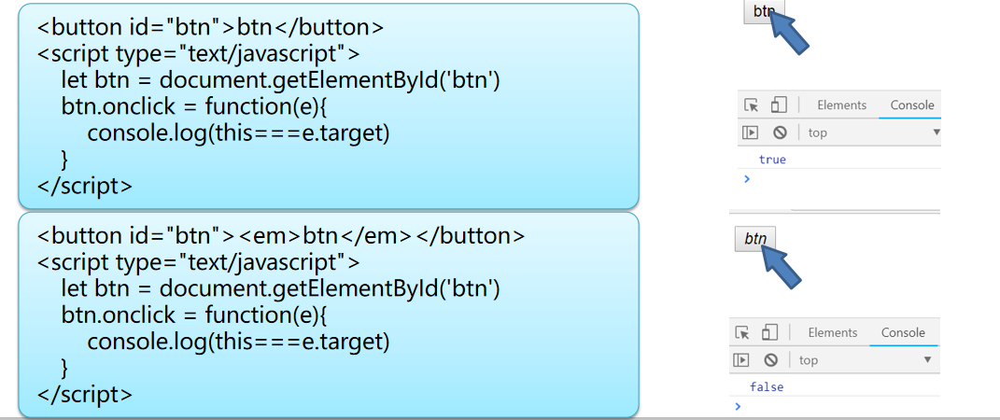 <button id="btn">btn</button>
<script type="text/javascript">
let btn = document.getElementById('btn')
btn.onclick = function(e){
console.log(this===e.target)
}
</script>
btn
Elements Console
top
true
<button id="btn"><em>btn</em></button>
<script type="text/javascript">
let btn = document.getElementById('btn')
btn.onclick = function(e){
console.log(this===e.target)
}
</script>
btn
Elements Console
top
false